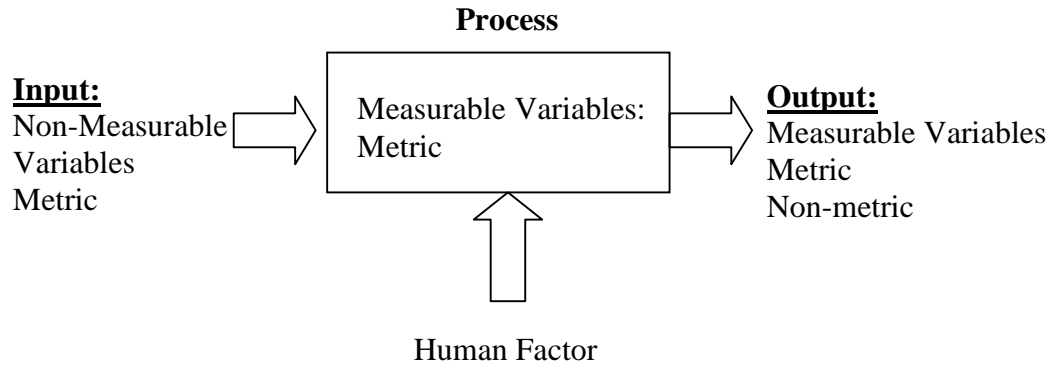 Process
Input:
Non-Measurable
Variables
Metric
Measurable Variables:
Metric
Output:
Measurable Variables
Metric
Non-metric
Human Factor